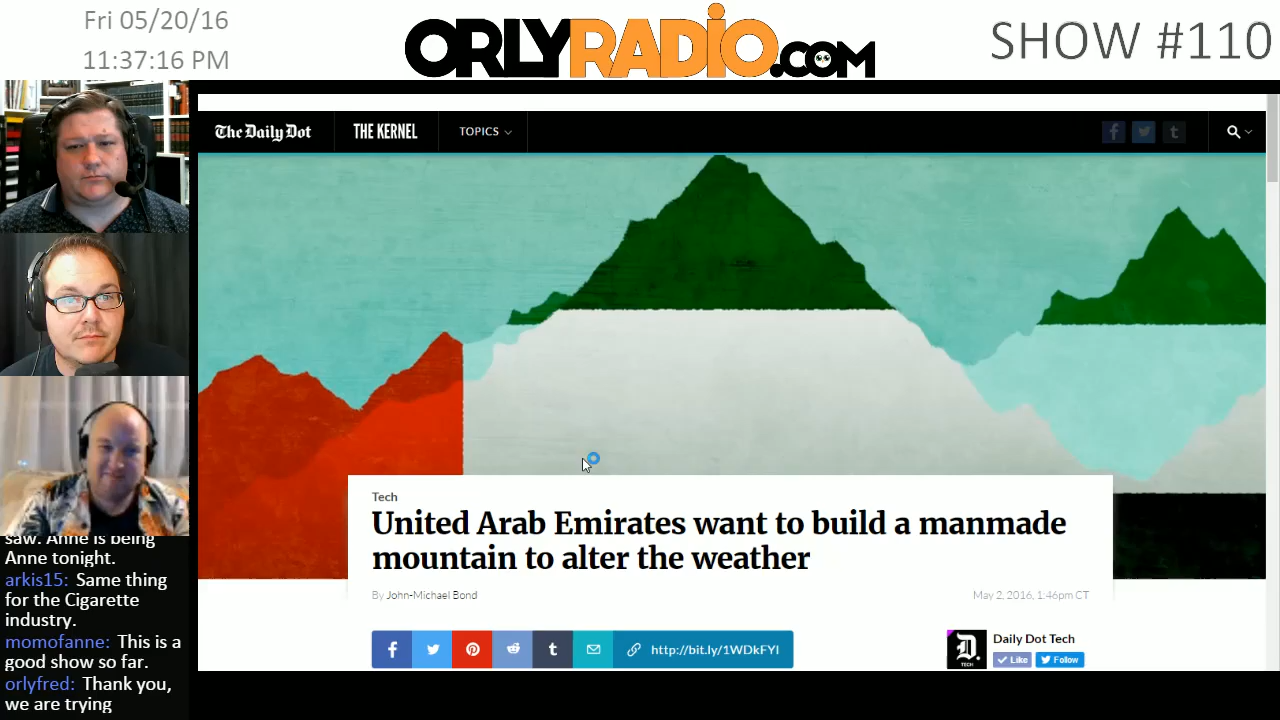 Fri 05/20/16
11:37:16 PM
ORLYRADIO.COM
SHOW #110
The Daily Dot
THE KERNEL
TOPICS
Tech
United Arab Emirates want to build a manmade
mountain to alter the weather
By John-Michael Bond
May 2, 2016, 1:46pm CT
http://bit.ly/1WDkFYI
D.
TECH
Daily Dot Tech
Like
Follow
saw. Anne is being
Anne tonight.
arkis15: Same thing
for the Cigarette
industry.
momofanne: This is a
good show so far.
orlyfred: Thank you,
we are trying